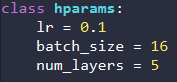 class hparams:
    lr = 0.1
    batch_size = 16
    num_layers = 5